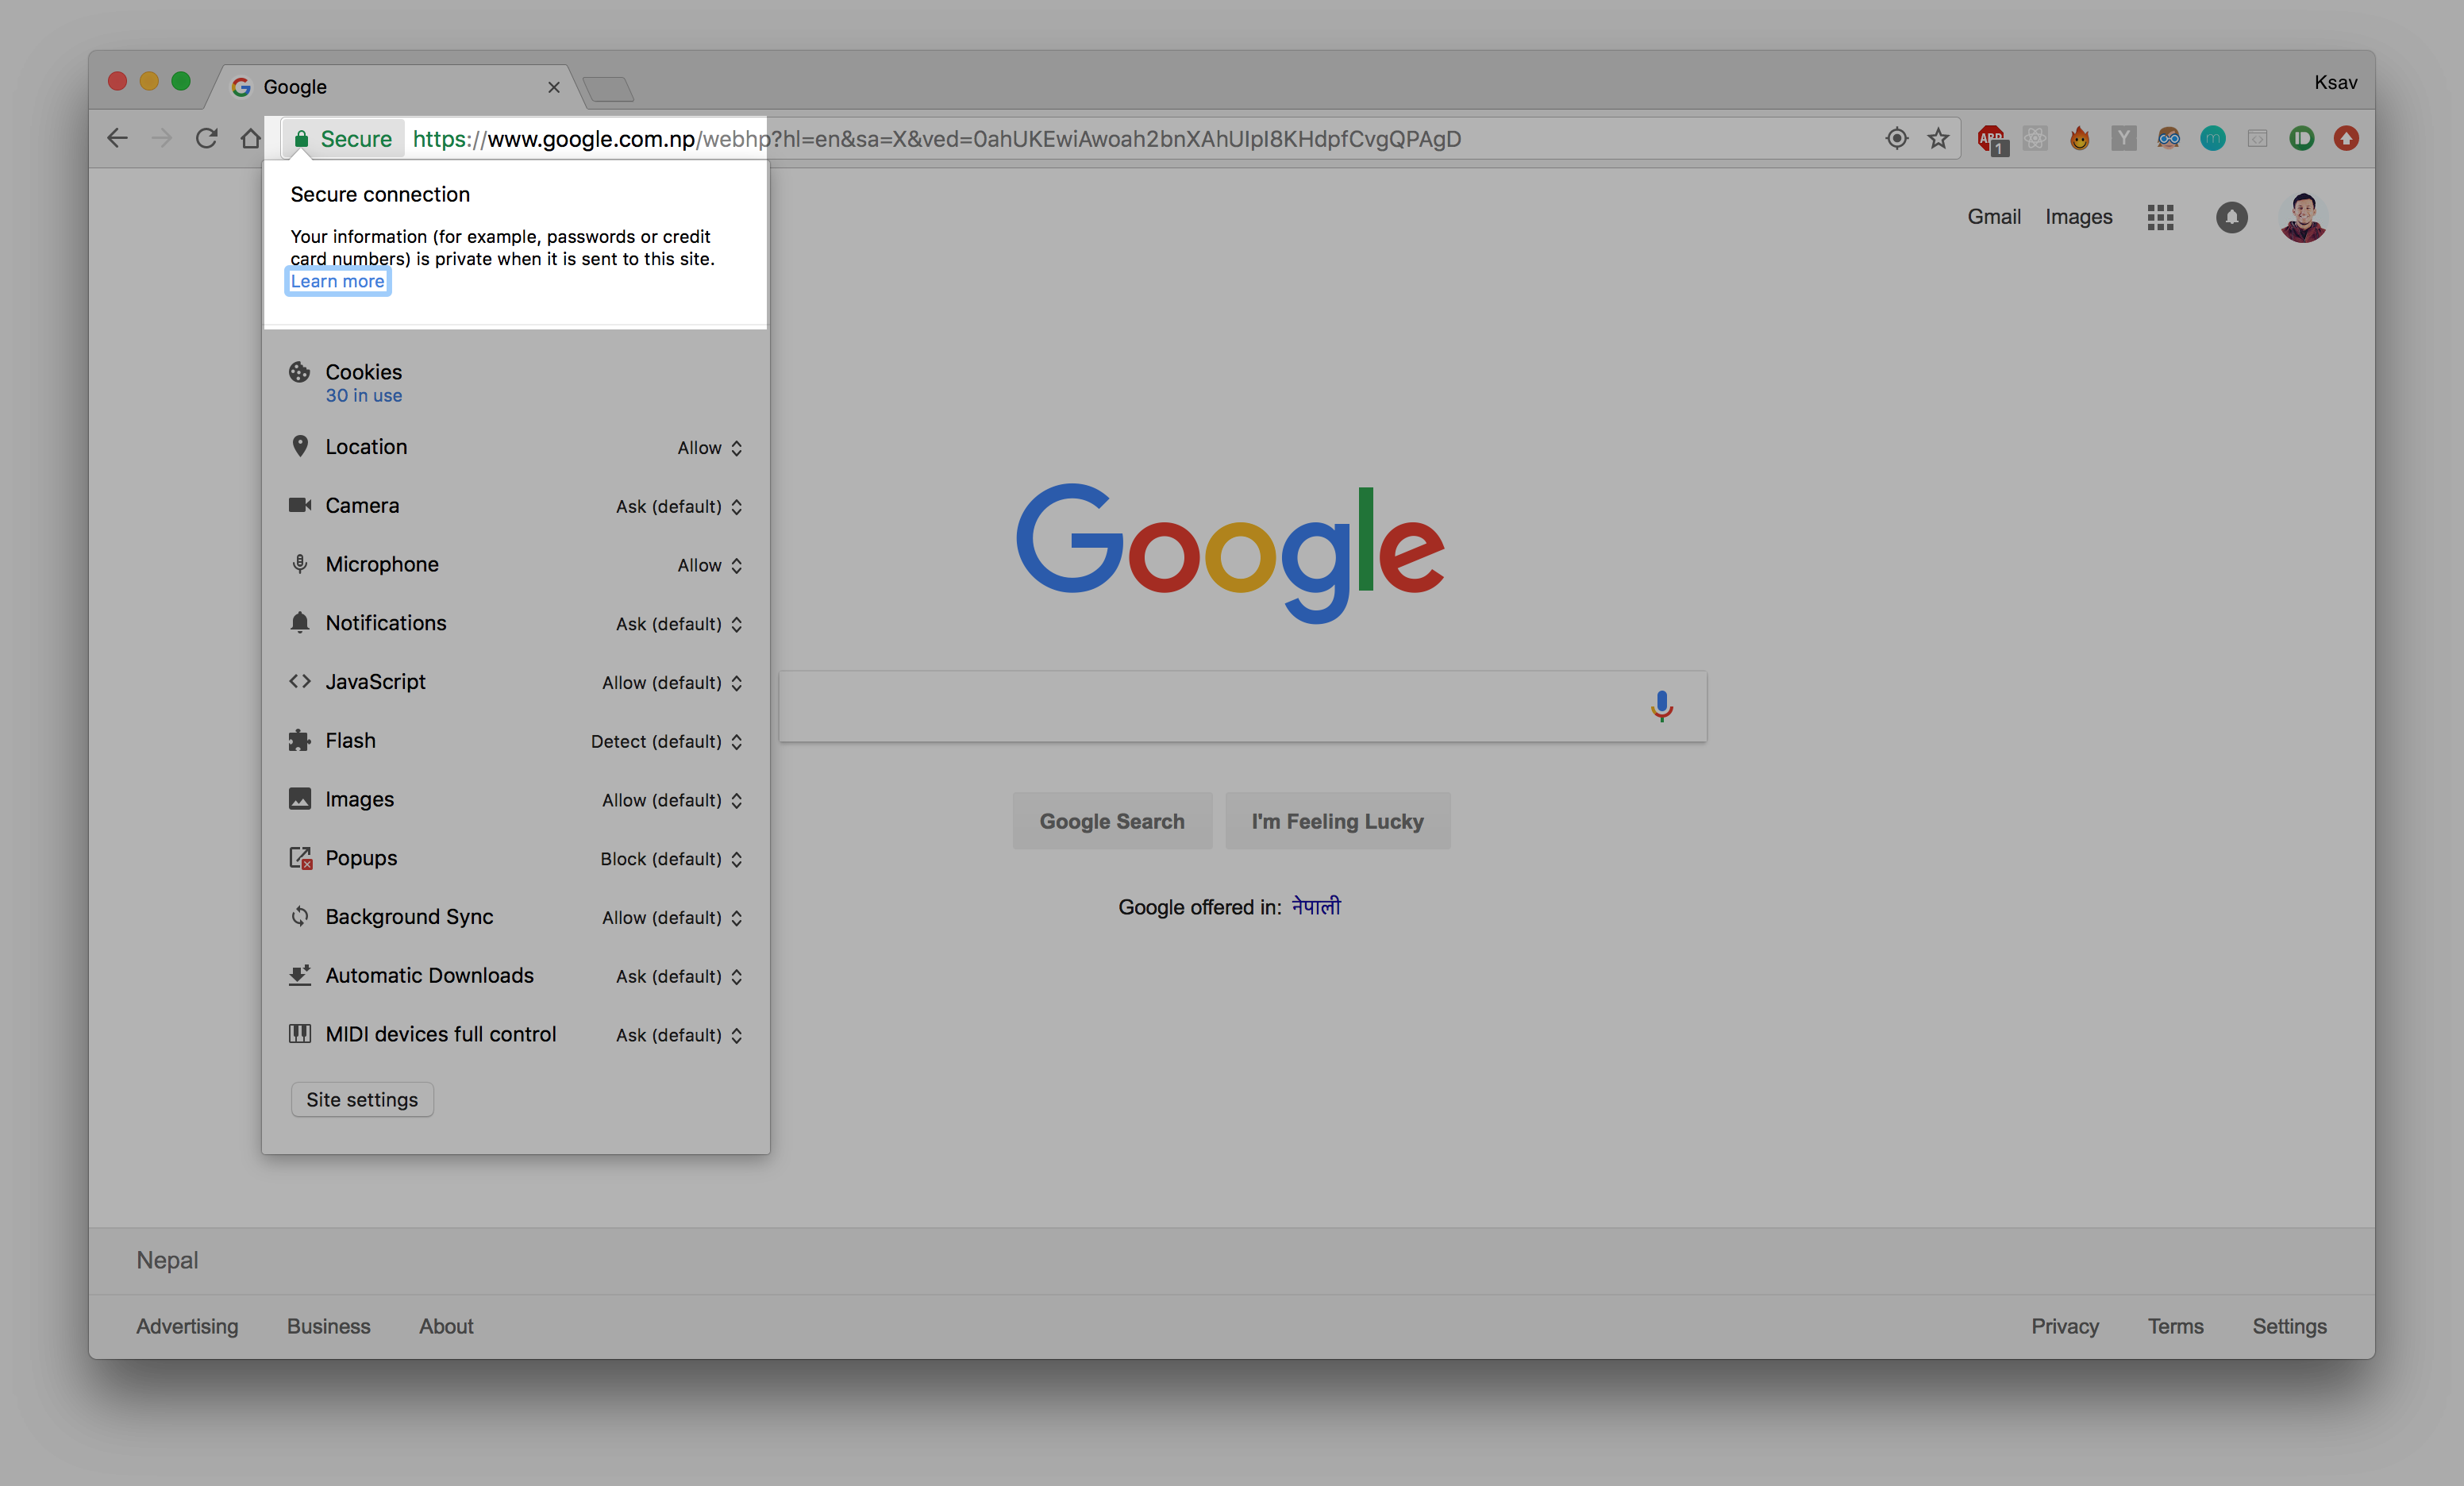 Google
Ksav
Secure https://www.google.com.np/webhp?hl=en&sa=X&ved=0ahUKEwiAwoah2bnXAhUIpI8KHdpfCvgQPAgD
ABP
1
Y
m
Secure connection
Your information (for example, passwords or credit
card numbers) is private when it is sent to this site.
Learn more
Gmail Images
Cookies
30 in use
Location Allow
Camera Ask (default)
Microphone Allow
Notifications Ask (default)
JavaScript Allow (default)
Flash Detect (default)
Images Allow (default)
Popups Block (default)
Background Sync Allow (default)
Automatic Downloads Ask (default)
MIDI devices full control Ask (default)
Site settings
Google
Google Search I'm Feeling Lucky
Google offered in: नेपाली
Nepal
Advertising Business About Privacy Terms Settings